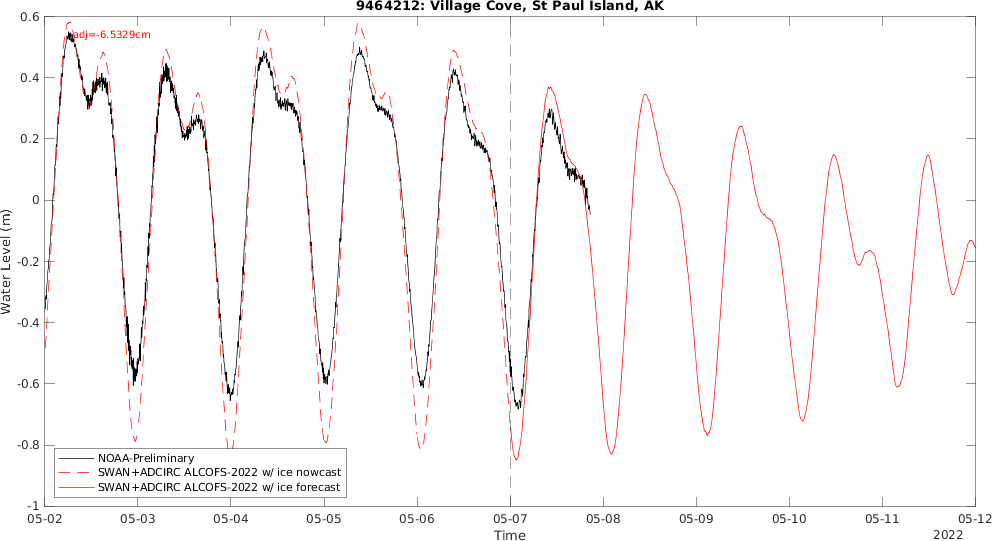 9464212: Village Cove, St Paul Island, AK
adj=-6.5329cm
Water Level (m)
0.6
0.4
0.2
0
-0.2
-0.4
-0.6
-0.8
-1
NOAA-Preliminary
SWAN+ADCIRC ALCOFS-2022 w/ ice nowcast
SWAN+ADCIRC ALCOFS-2022 w/ ice forecast
05-02 05-03 05-04 05-05 05-06 05-07 05-08 05-09 05-10 05-11 05-12
Time
2022